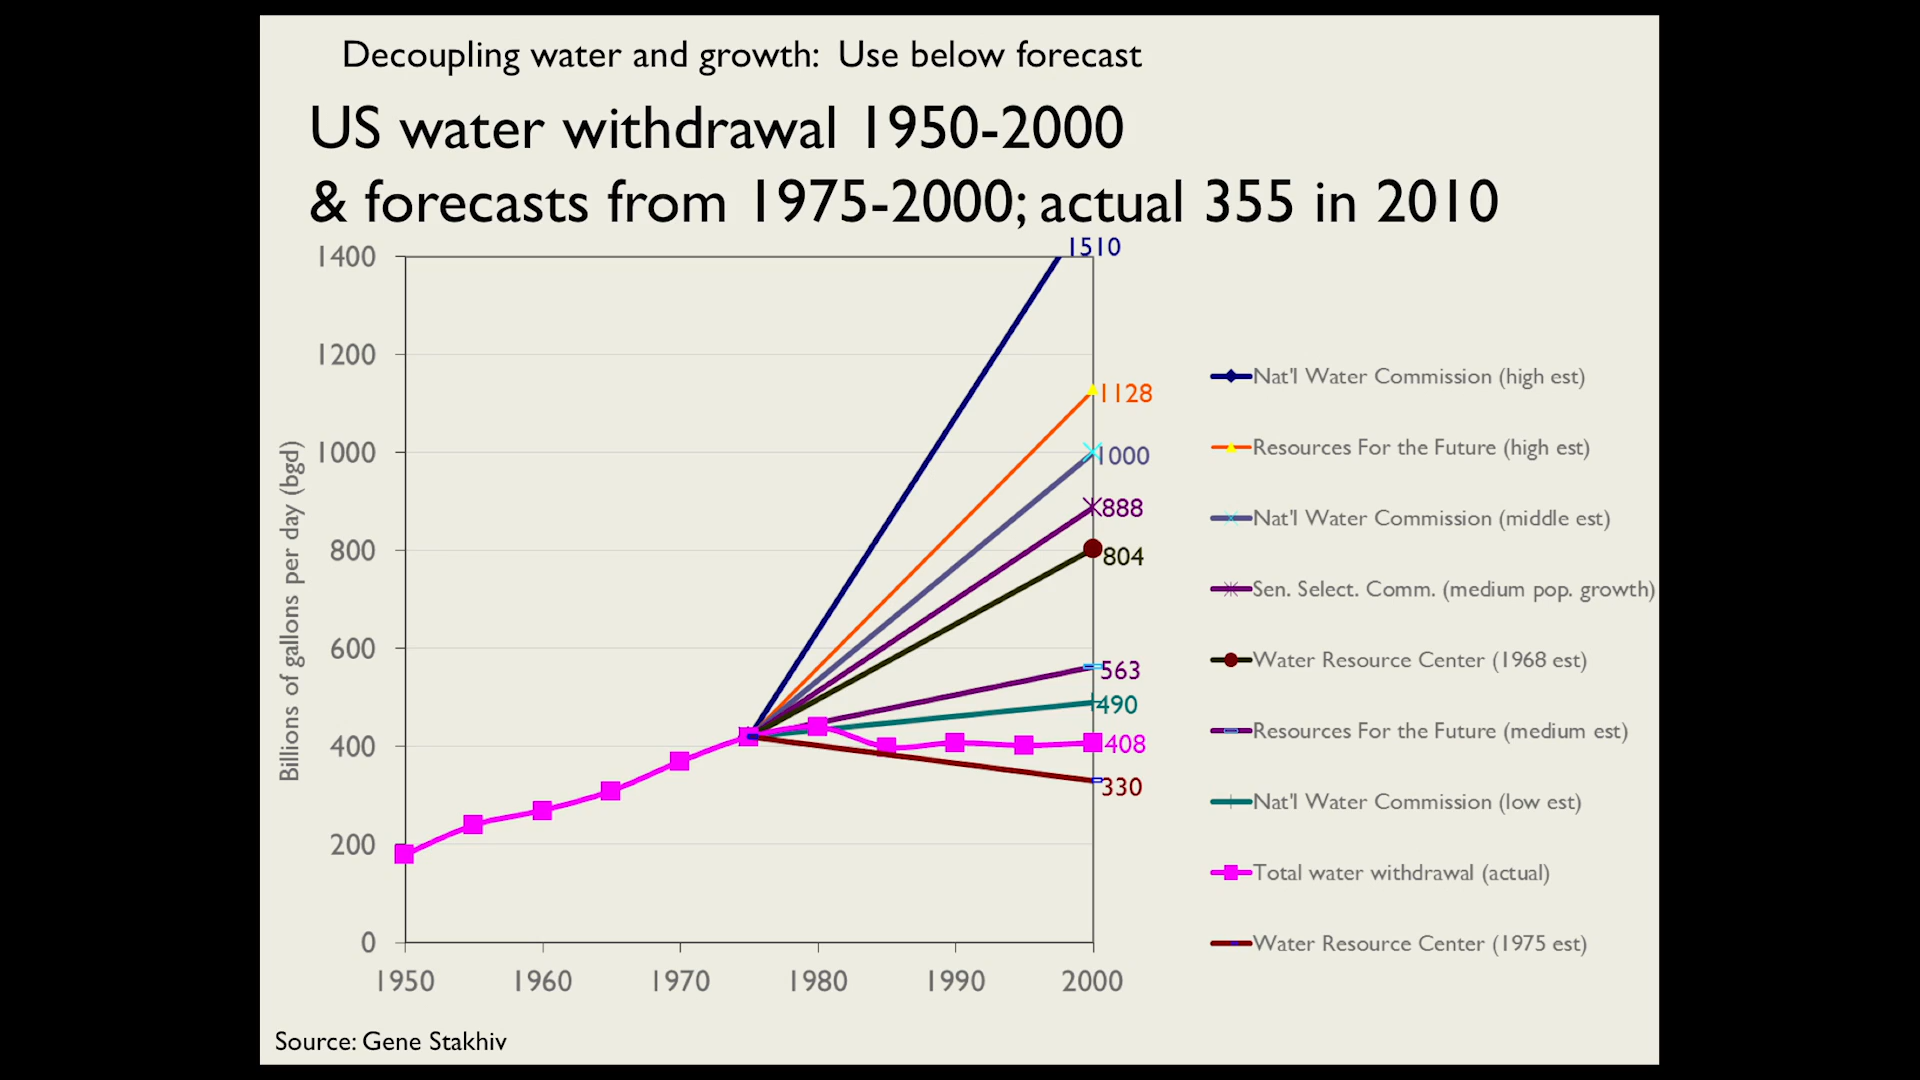 Decoupling water and growth: Use below forecast
US water withdrawal 1950-2000
& forecasts from 1975-2000; actual 355 in 2010
1400
1200
1000
800
600
400
200
0
Billions of gallons per day (bgd)
1950
1960
1970
1980
1990
2000
1510
1128
1000
888
804
563
490
408
330
Nat'l Water Commission (high est)
Resources For the Future (high est)
Nat'l Water Commission (middle est)
Sen. Select. Comm. (medium pop. growth)
Water Resource Center (1968 est)
Resources For the Future (medium est)
Nat'l Water Commission (low est)
Total water withdrawal (actual)
Water Resource Center (1975 est)
Source: Gene Stakhiv